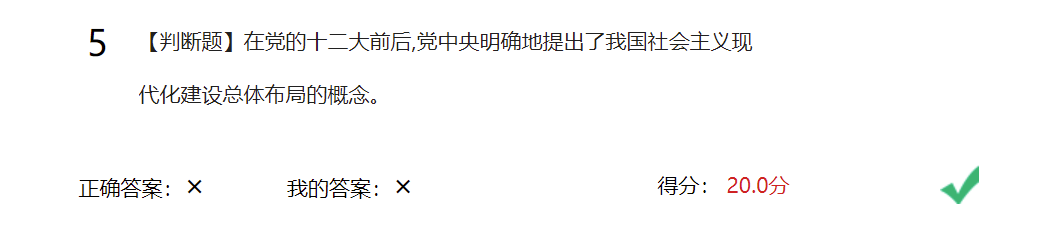 5 【判断题】在党的十二大前后,党中央明确地提出了我国社会主义现
代化建设总体布局的概念。
正确答案：× 我的答案：× 得分： 20.0分